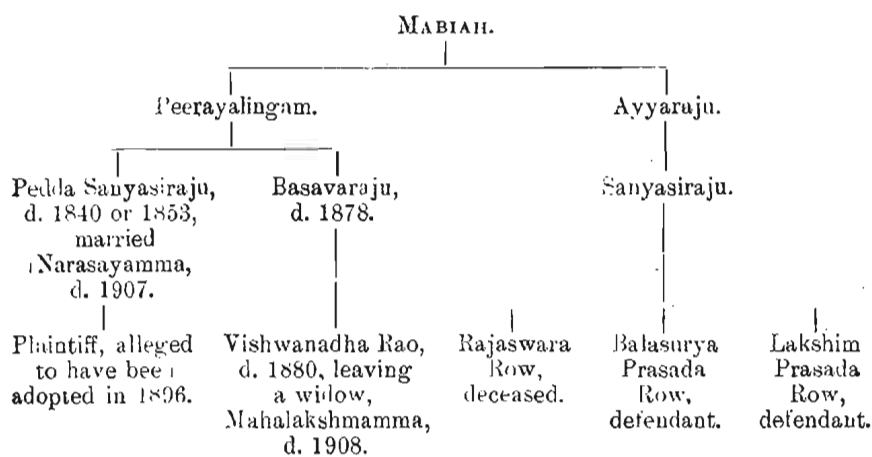 MABIAH.
Peerayalingam. Ayyaraju.
Pedda Sanyasiraju,
d. 1840 or 1853,
married
Narasayamma,
d. 1907.
Basavaraju,
d. 1878.
Sanyasiraju.
Plaintiff, alleged
to have been
adopted in 1896.
Vishwanadha Rao,
d. 1880, leaving
a widow,
Mahalakshmamma,
d. 1908.
Rajaswara
Row,
deceased.
Balasurya
Prasada
Row,
defendant.
Lakshim
Prasada
Row,
defendant.